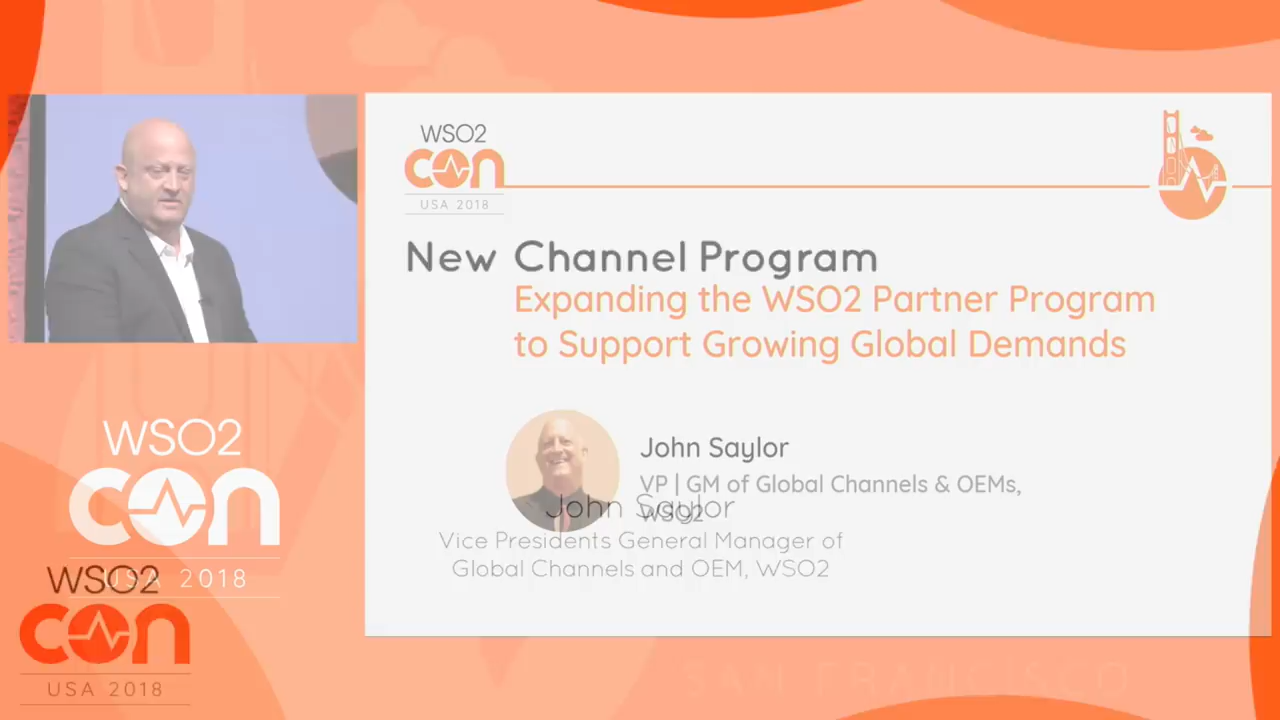 WSO2
CON
USA 2018
New Channel Program
Expanding the WSO2 Partner Program
to Support Growing Global Demands
John Saylor
VP | GM of Global Channels & OEMs,
WSO2
John Saylor
Vice Presidents General Manager of
Global Channels and OEM, WSO2
WSO2
CON
USA 2018
WSO2
CON
USA 2018
SAN FRANCISCO